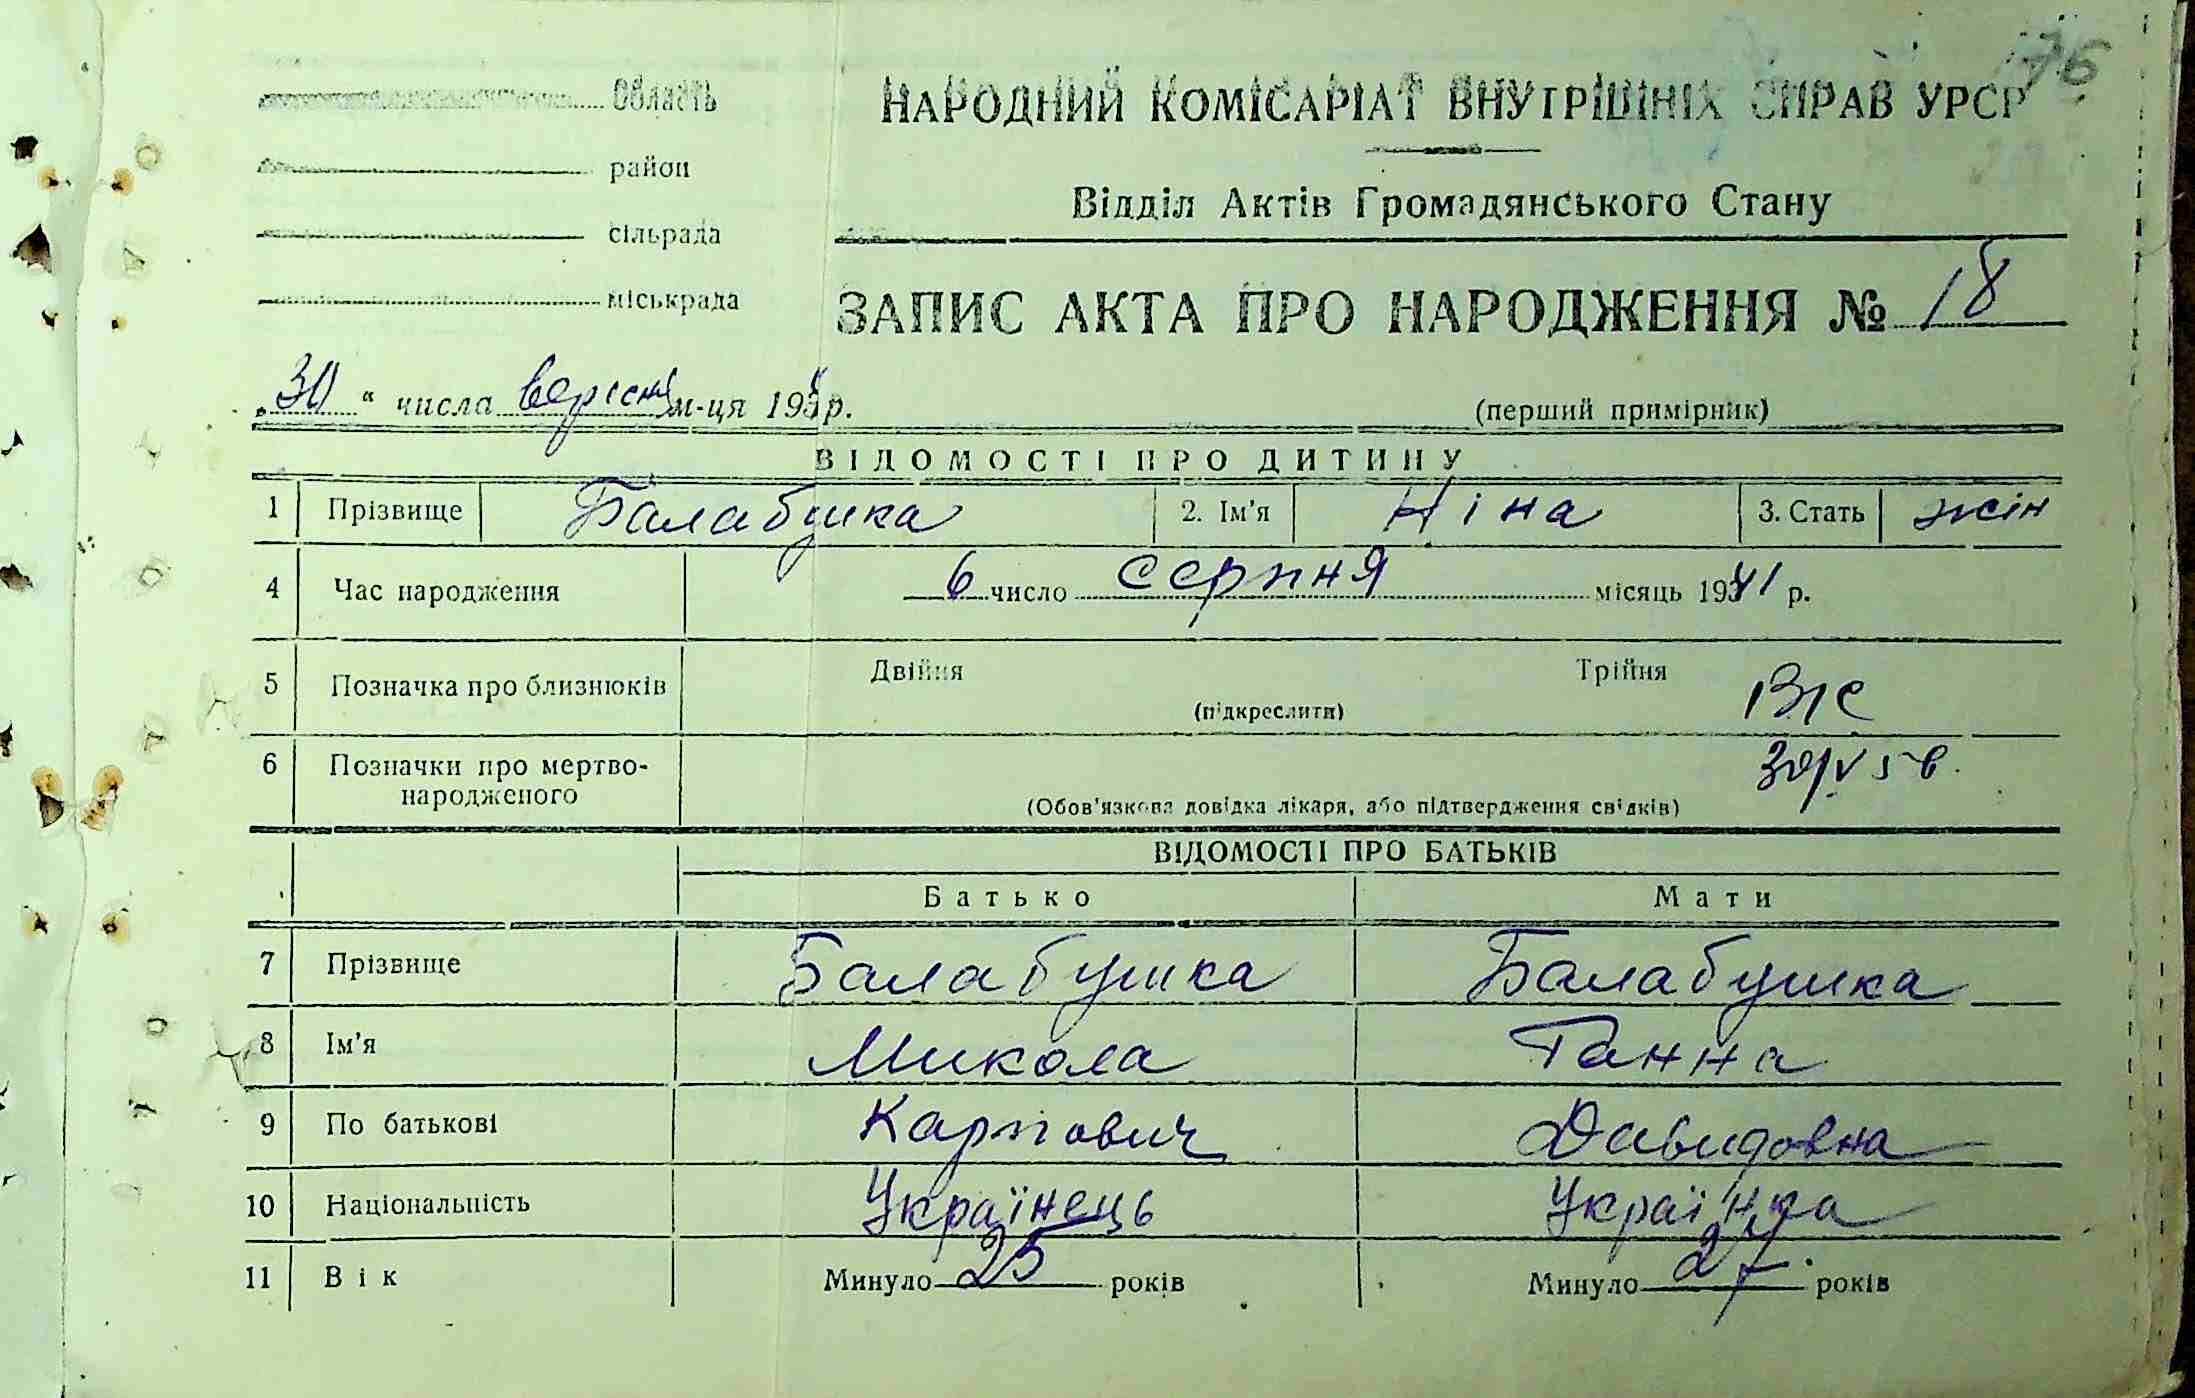 176
область НАРОДНИЙ КОМІСАРІАТ ВНУТРІШНІХ СПРАВ УРСР
район
Відділ Актів Громадянського Стану
сільрада
міськрада
ЗАПИС АКТА ПРО НАРОДЖЕННЯ № 18
„30“ числа вересня м-ця 194 р.
(перший примірник)
ВІДОМОСТІ ПРО ДИТИНУ
1 Прізвище Балабушка 2. Ім'я Ніна 3. Стать жін
4 Час народження 6 число серпня місяць 1941 р.
5 Позначка про близнюків Двійня Трійня
(підкреслити)
6 Позначки про мертво-
народженого
(Обов'язкова довідка лікаря, або підтвердження свідків)
ВІДОМОСТІ ПРО БАТЬКІВ
Батько Мати
7 Прізвище Балабушка Балабушка
8 Ім'я Микола Ганна
9 По батькові Карпович Давидовна
10 Національність Українець Українка
11 Вік Минуло 25 років Минуло 27 років